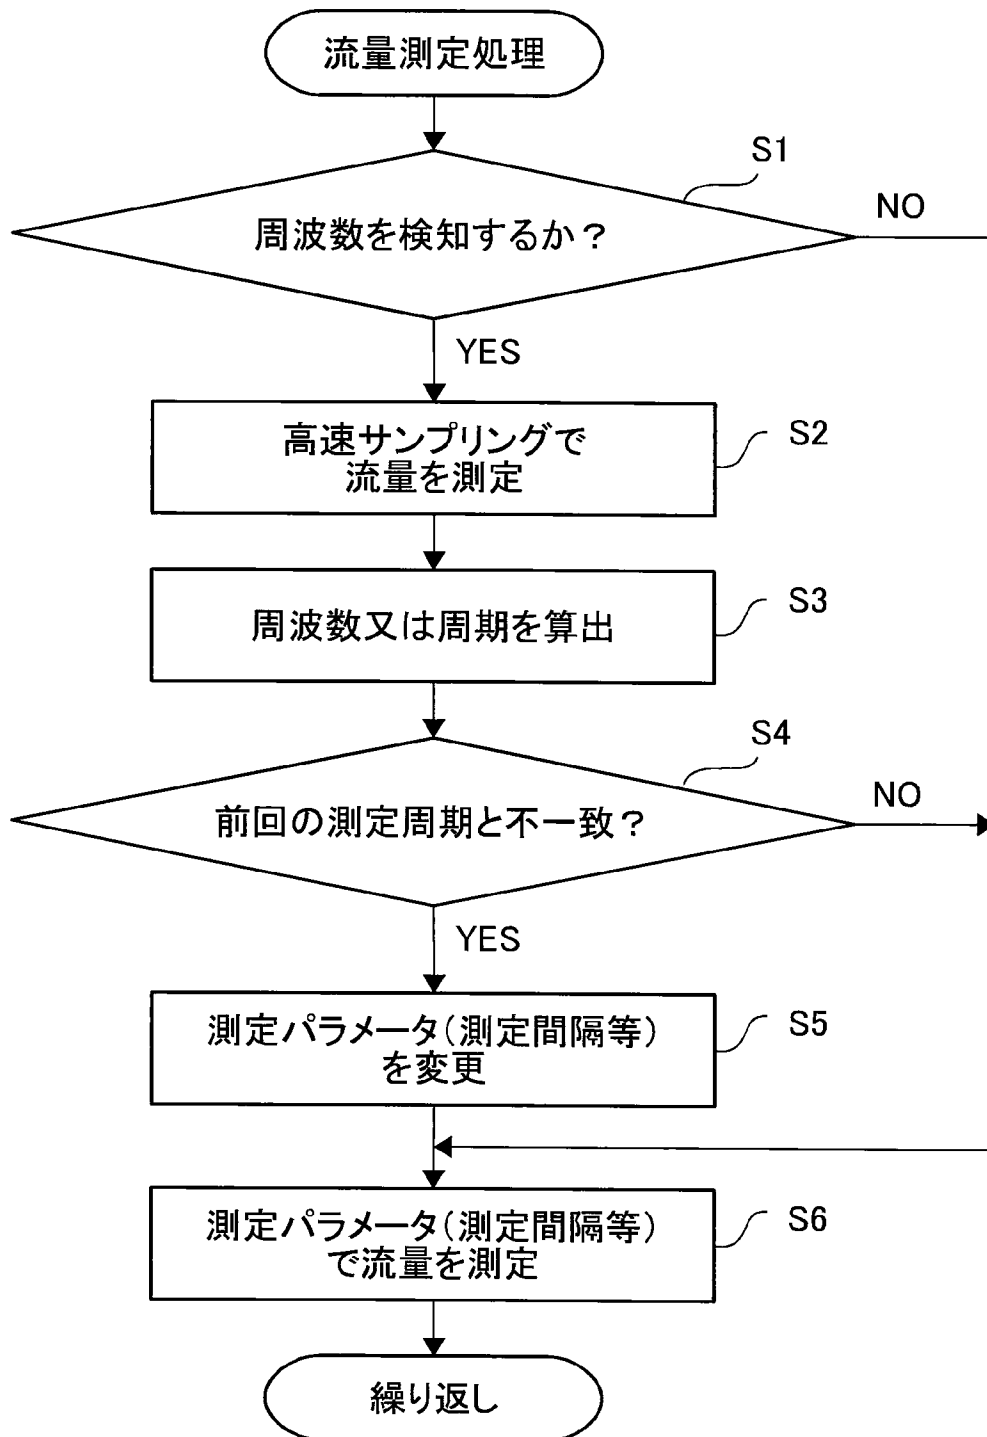 流量測定処理
S1
周波数を検知するか？
NO
YES
高速サンプリングで
流量を測定
S2
周波数又は周期を算出
S3
S4
前回の測定周期と不一致？
NO
YES
測定パラメータ（測定間隔等）
を変更
S5
測定パラメータ（測定間隔等）
で流量を測定
S6
繰り返し